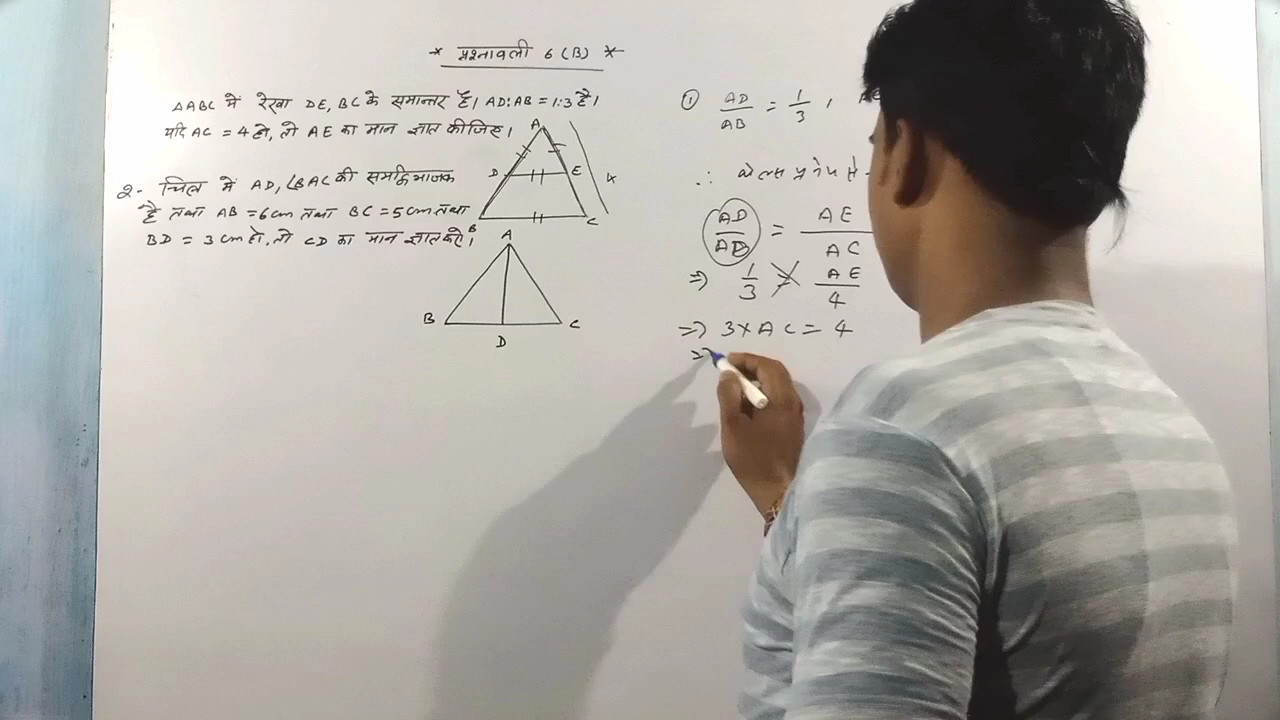 * प्रश्नावली 6 (B) *
ΔABC में रेखा DE, BC के समान्तर है। AD:AB = 1:3 है।
यदि AC = 4 हो, तो AE का मान ज्ञात कीजिए।
A
D E
4
B C
2- चित्र में AD, ∠BAC की समद्विभाजक
है तथा AB = 6cm तथा BC = 5cm तथा
BD = 3cm हो, तो CD का मान ज्ञात करो।
A
B C
D
① AD/AB = 1/3 ,
∴ थेल्स प्रमेय से -
AD/AB = AE/AC
⇒ 1/3 = AE/4
⇒ 3×AC = 4
⇒